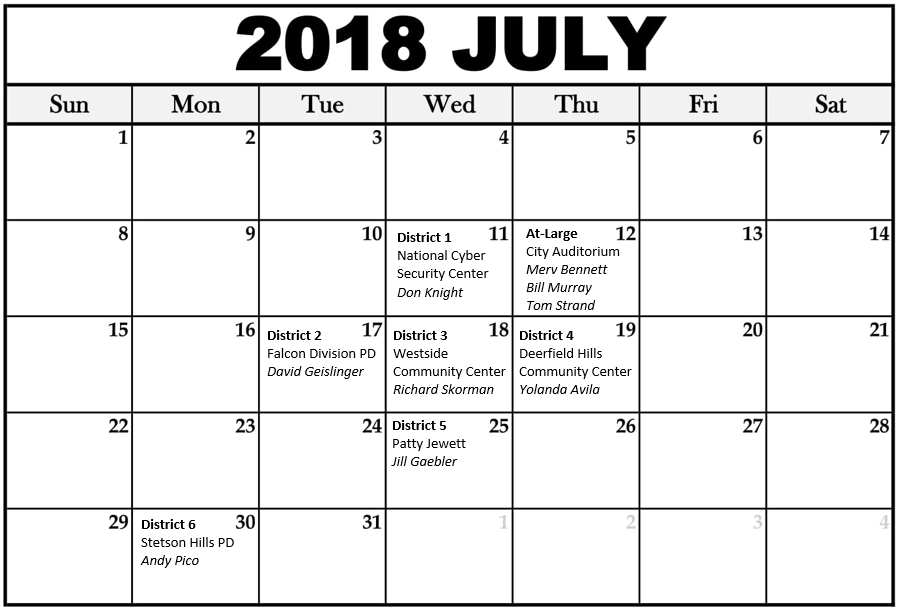 2018 JULY
Sun Mon Tue Wed Thu Fri Sat
1 2 3 4 5 6 7
8 9 10
District 1 11
National Cyber
Security Center
Don Knight
At-Large 12
City Auditorium
Merv Bennett
Bill Murray
Tom Strand
13 14
15 16
District 2 17
Falcon Division PD
David Geislinger
District 3 18
Westside
Community Center
Richard Skorman
District 4 19
Deerfield Hills
Community Center
Yolanda Avila
20 21
22 23 24
District 5 25
Patty Jewett
Jill Gaebler
26 27 28
29
District 6 30
Stetson Hills PD
Andy Pico
31 1 2 3 4